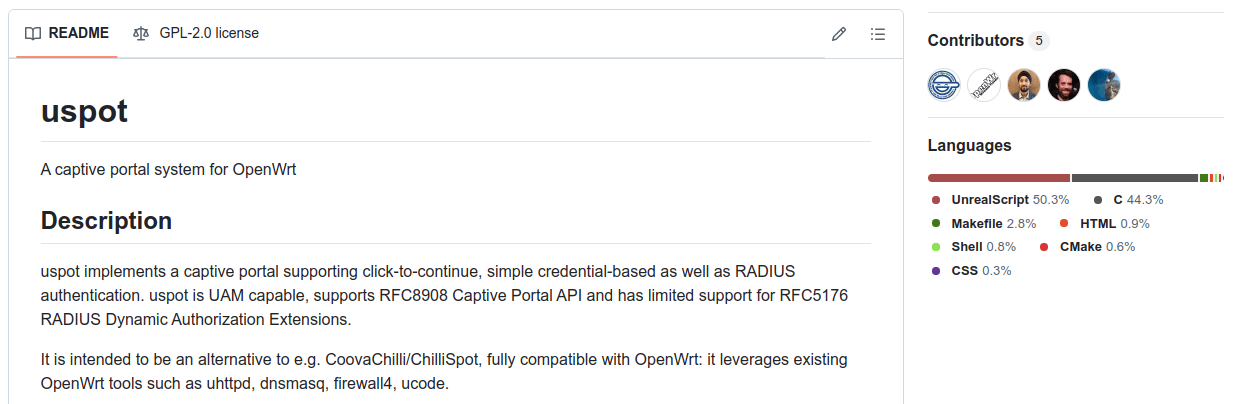 README
GPL-2.0 license
uspot
A captive portal system for OpenWrt
Description
uspot implements a captive portal supporting click-to-continue, simple credential-based as well as RADIUS
authentication. uspot is UAM capable, supports RFC8908 Captive Portal API and has limited support for RFC5176
RADIUS Dynamic Authorization Extensions.
It is intended to be an alternative to e.g. CoovaChilli/ChilliSpot, fully compatible with OpenWrt: it leverages existing
OpenWrt tools such as uhttpd, dnsmasq, firewall4, ucode.
Contributors 5
Languages
UnrealScript 50.3% C 44.3%
Makefile 2.8% HTML 0.9%
Shell 0.8% CMake 0.6%
CSS 0.3%